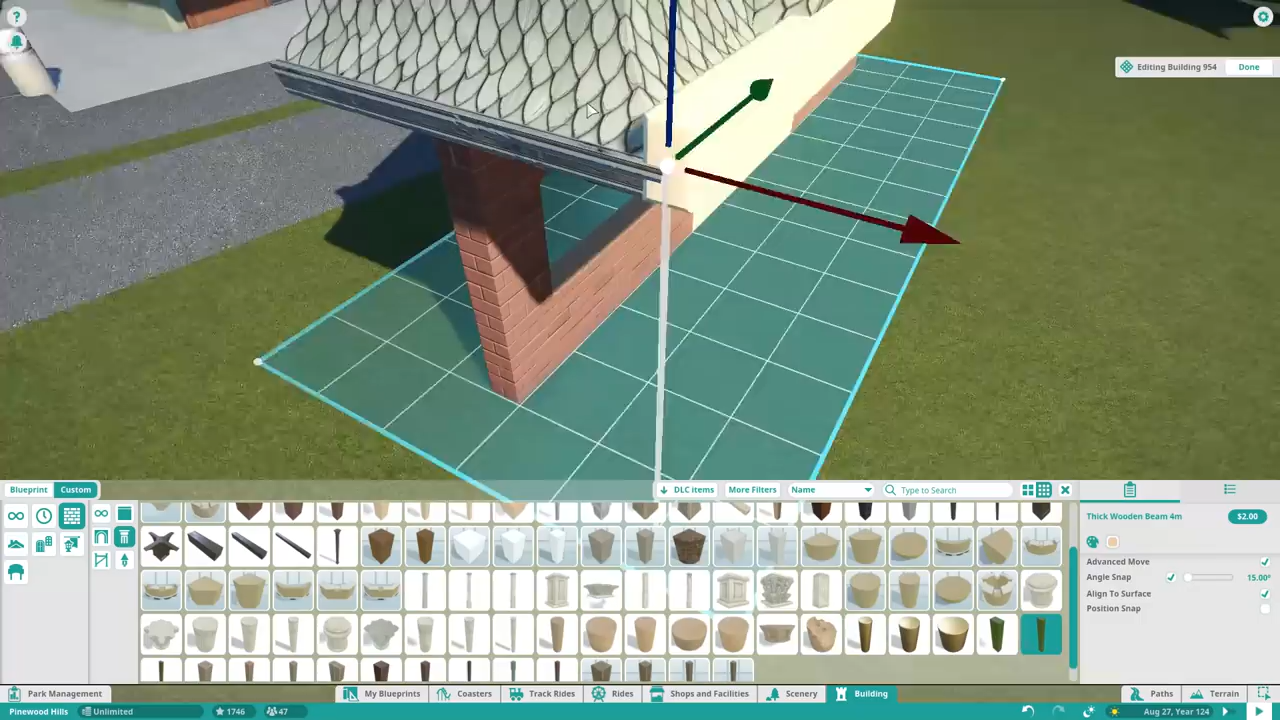 ?
Editing Building 954 Done
Blueprint Custom
DLC items More Filters Name Type to Search
Thick Wooden Beam 4m $2.00
Advanced Move
Angle Snap 15.00°
Align To Surface
Position Snap
Park Management My Blueprints Coasters Track Rides Rides Shops and Facilities Scenery Building Paths Terrain
Pinewood Hills Unlimited 1746 47 Aug 27, Year 124